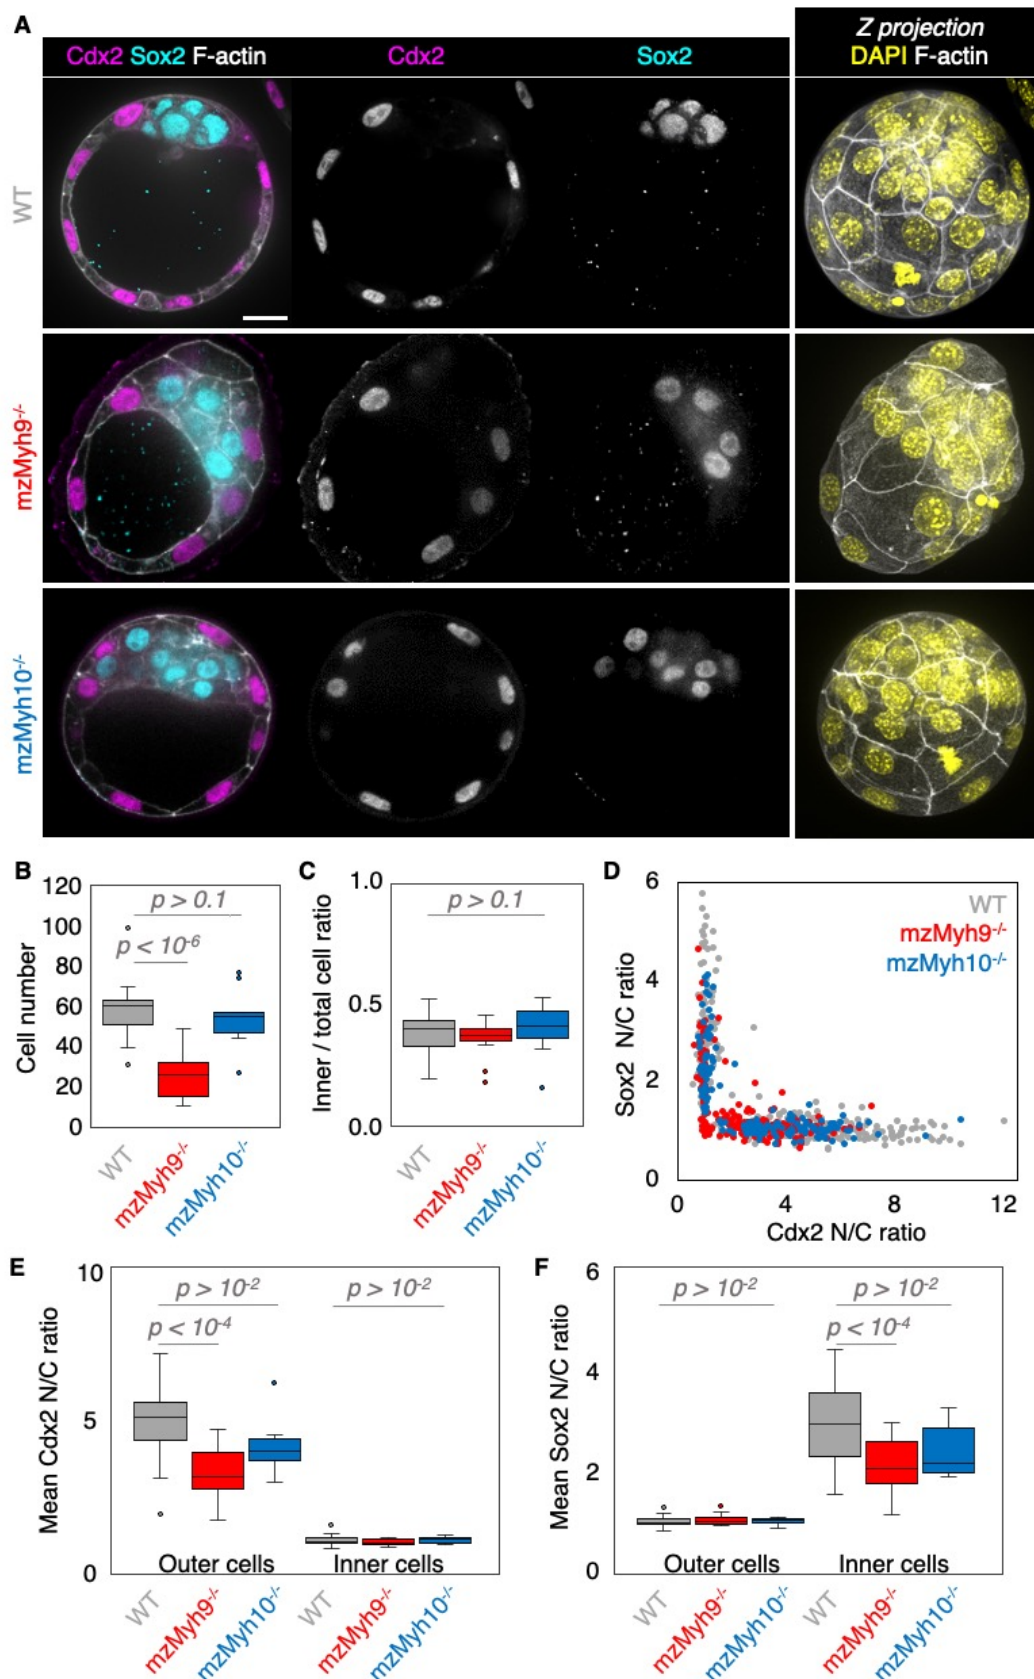 A
Cdx2 Sox2 F-actin
Cdx2
Sox2
Z projection
DAPI F-actin
WT
mzMyh9-/-
mzMyh10-/-
B
120
100
80
60
40
20
0
Cell number
p > 0.1
p < 10-6
WT
mzMyh9-/-
mzMyh10-/-
C
1.0
0.5
0.0
Inner / total cell ratio
p > 0.1
WT
mzMyh9-/-
mzMyh10-/-
D
6
4
2
0
Sox2 N/C ratio
WT
mzMyh9-/-
mzMyh10-/-
0 4 8 12
Cdx2 N/C ratio
E
10
5
0
Mean Cdx2 N/C ratio
p > 10-2
p < 10-4
p > 10-2
Outer cells
Inner cells
WT
mzMyh9-/-
mzMyh10-/-
WT
mzMyh9-/-
mzMyh10-/-
F
6
4
2
0
Mean Sox2 N/C ratio
p > 10-2
p > 10-2
p < 10-4
Outer cells
Inner cells
WT
mzMyh9-/-
mzMyh10-/-
WT
mzMyh9-/-
mzMyh10-/-